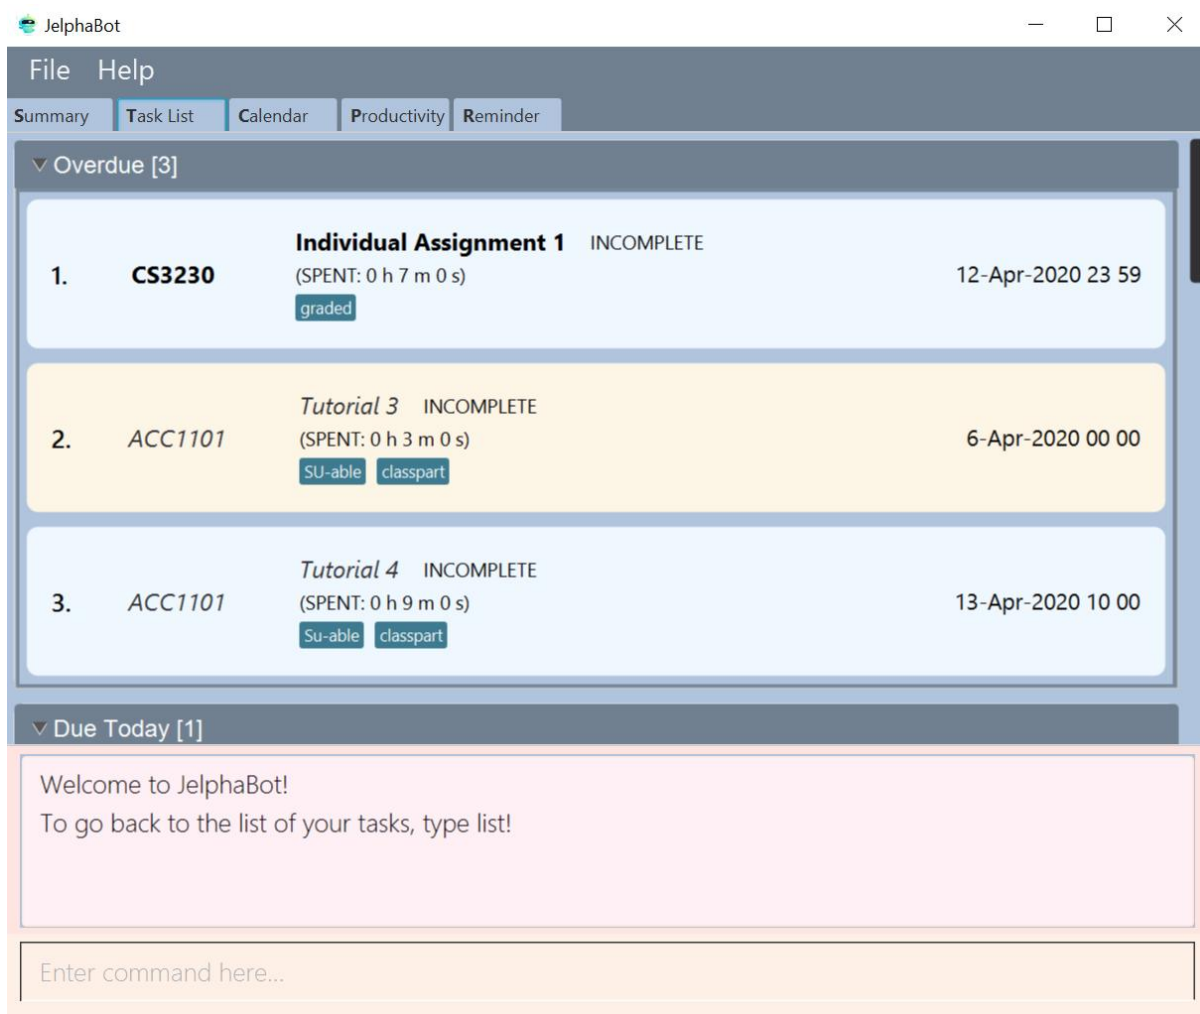 JelphaBot
File Help
Summary Task List Calendar Productivity Reminder
Overdue [3]
Individual Assignment 1 INCOMPLETE
1. CS3230 (SPENT: 0 h 7 m 0 s) 12-Apr-2020 23 59
graded
Tutorial 3 INCOMPLETE
2. ACC1101 (SPENT: 0 h 3 m 0 s) 6-Apr-2020 00 00
SU-able classpart
Tutorial 4 INCOMPLETE
3. ACC1101 (SPENT: 0 h 9 m 0 s) 13-Apr-2020 10 00
Su-able classpart
Due Today [1]
Welcome to JelphaBot!
To go back to the list of your tasks, type list!
Enter command here...